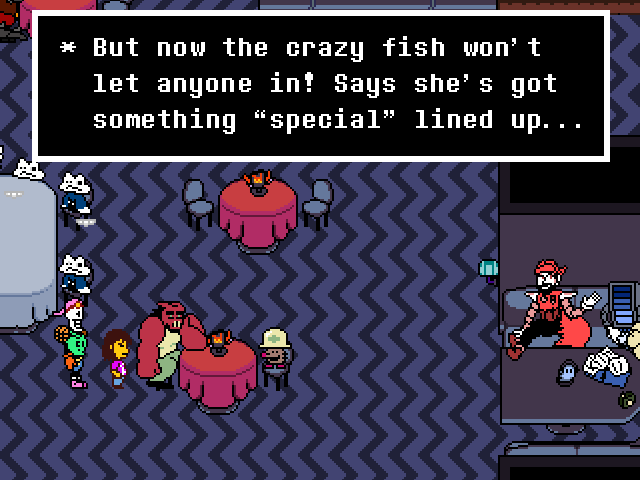 * But now the crazy fish won't
let anyone in! Says she's got
something “special” lined up...